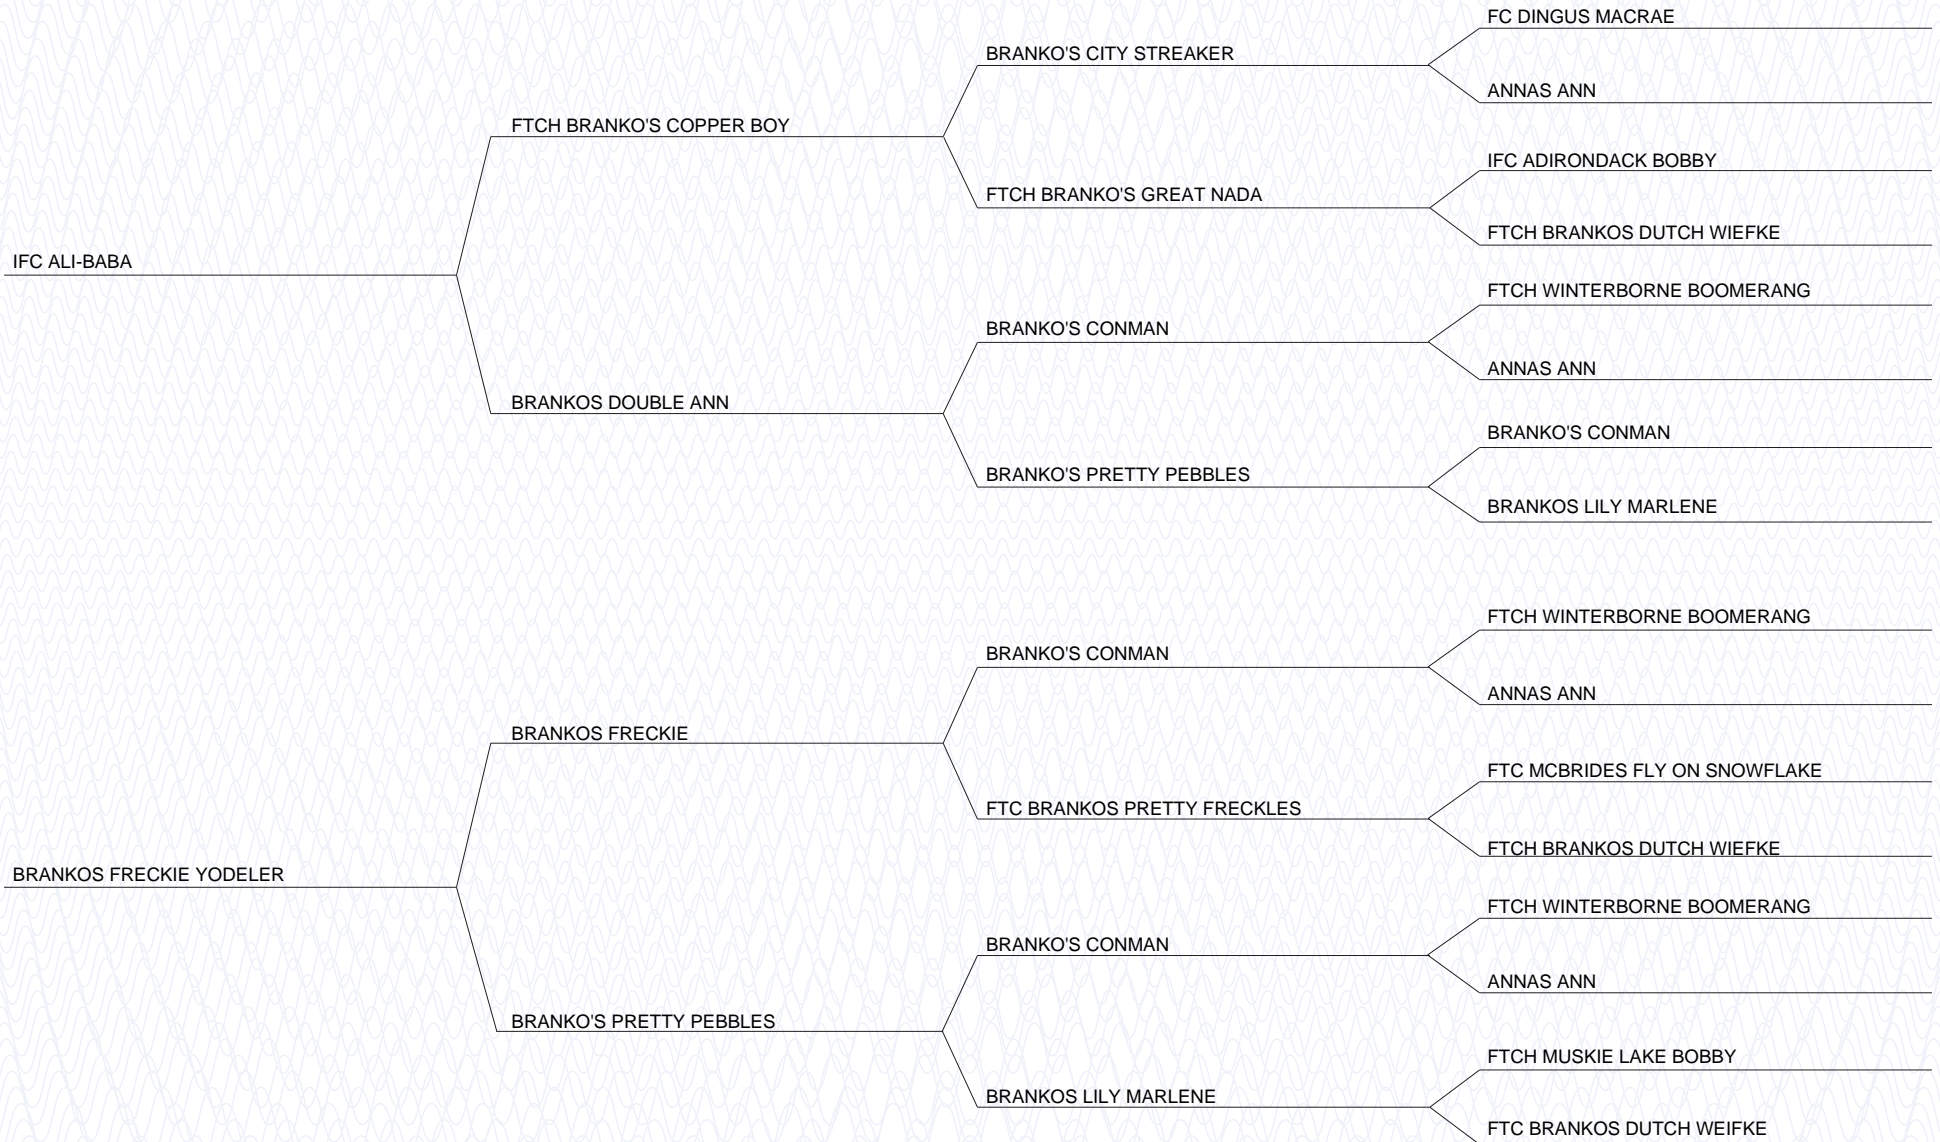 FC DINGUS MACRAE
BRANKO'S CITY STREAKER
ANNAS ANN
FTCH BRANKO'S COPPER BOY
IFC ADIRONDACK BOBBY
FTCH BRANKO'S GREAT NADA
FTCH BRANKOS DUTCH WIEFKE
IFC ALI-BABA
FTCH WINTERBORNE BOOMERANG
BRANKO'S CONMAN
ANNAS ANN
BRANKOS DOUBLE ANN
BRANKO'S CONMAN
BRANKO'S PRETTY PEBBLES
BRANKOS LILY MARLENE
FTCH WINTERBORNE BOOMERANG
BRANKO'S CONMAN
ANNAS ANN
BRANKOS FRECKIE
FTC MCBRIDES FLY ON SNOWFLAKE
FTC BRANKOS PRETTY FRECKLES
FTCH BRANKOS DUTCH WIEFKE
BRANKOS FRECKIE YODELER
FTCH WINTERBORNE BOOMERANG
BRANKO'S CONMAN
ANNAS ANN
BRANKO'S PRETTY PEBBLES
FTCH MUSKIE LAKE BOBBY
BRANKOS LILY MARLENE
FTC BRANKOS DUTCH WEIFKE